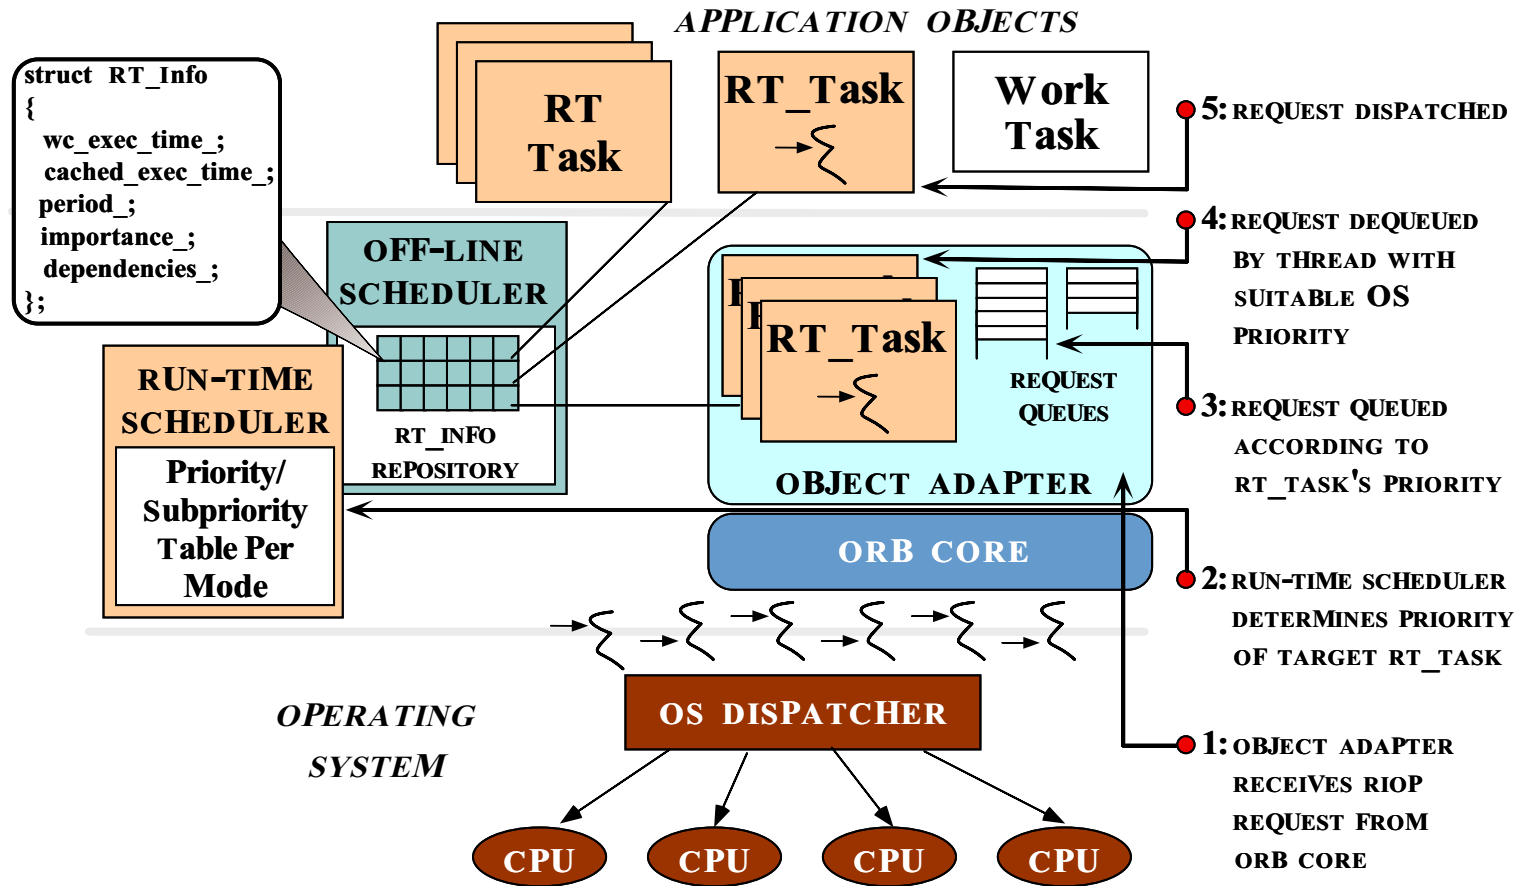 APPLICATION OBJECTS
struct RT_Info
{
wc_exec_time_;
cached_exec_time_;
period_;
importance_;
dependencies_;
};
RT
Task
RT_Task
Work
Task
OFF-LINE
SCHEDULER
RT_INFO
REPOSITORY
RUN-TIME
SCHEDULER
Priority/
Subpriority
Table Per
Mode
RT_Task
REQUEST
QUEUES
OBJECT ADAPTER
ORB CORE
OPERATING
SYSTEM
OS DISPATCHER
CPU
CPU
CPU
CPU
5: REQUEST DISPATCHED
4: REQUEST DEQUEUED
BY THREAD WITH
SUITABLE OS
PRIORITY
3: REQUEST QUEUED
ACCORDING TO
RT_TASK'S PRIORITY
2: RUN-TIME SCHEDULER
DETERMINES PRIORITY
OF TARGET RT_TASK
1: OBJECT ADAPTER
RECEIVES RIOP
REQUEST FROM
ORB CORE